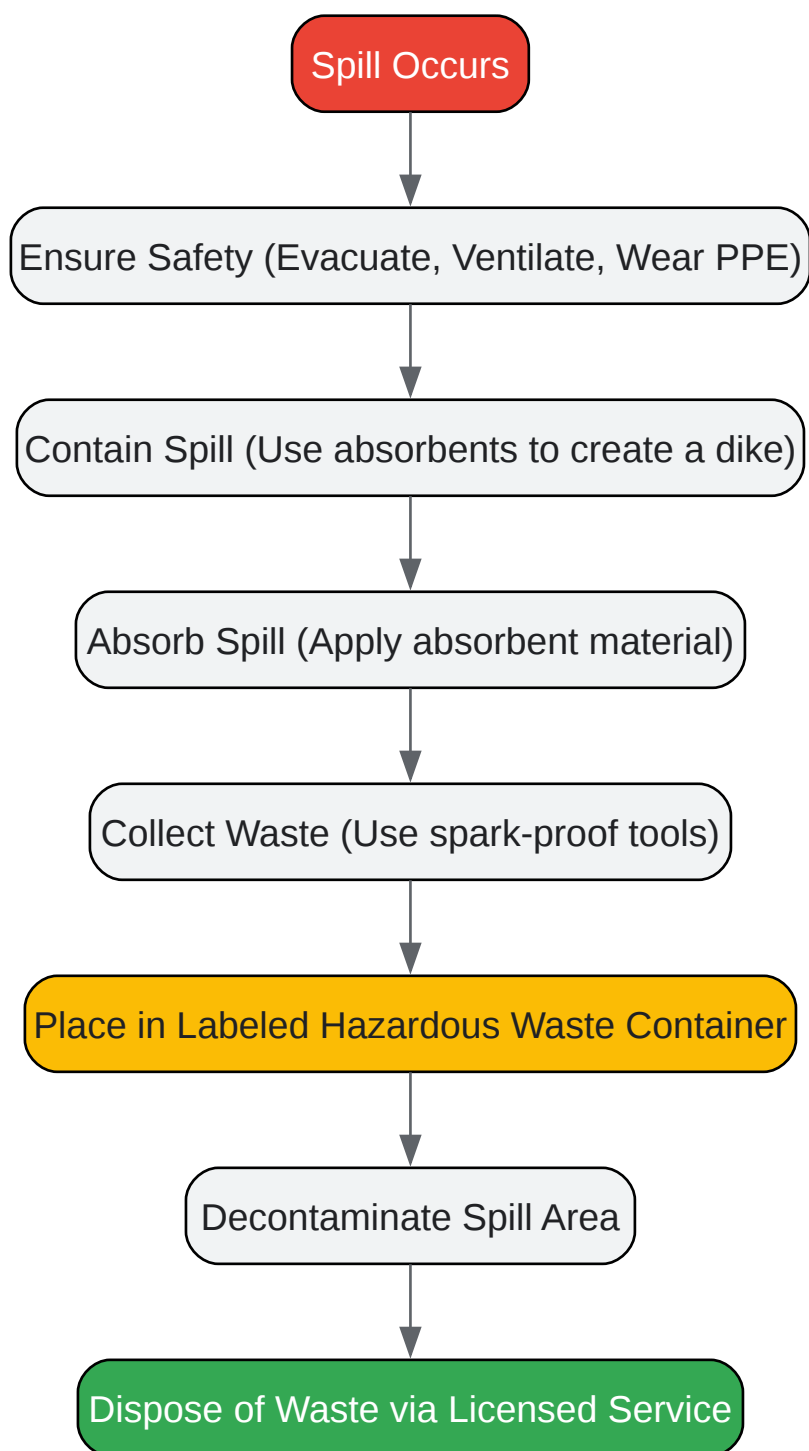 Spill Occurs
Ensure Safety (Evacuate, Ventilate, Wear PPE)
Contain Spill (Use absorbents to create a dike)
Absorb Spill (Apply absorbent material)
Collect Waste (Use spark-proof tools)
Place in Labeled Hazardous Waste Container
Decontaminate Spill Area
Dispose of Waste via Licensed Service